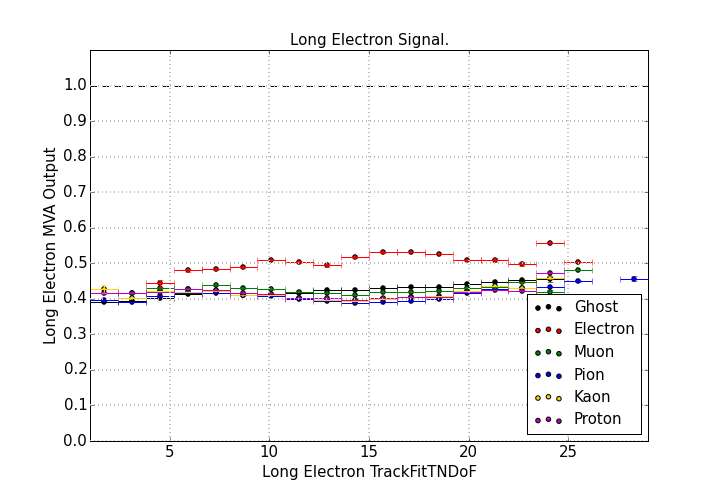 Long Electron Signal.
1.0
0.9
0.8
0.7
0.6
0.5
0.4
0.3
0.2
0.1
0.0
Long Electron MVA Output
5
10
15
20
25
Long Electron TrackFitTNDoF
Ghost
Electron
Muon
Pion
Kaon
Proton